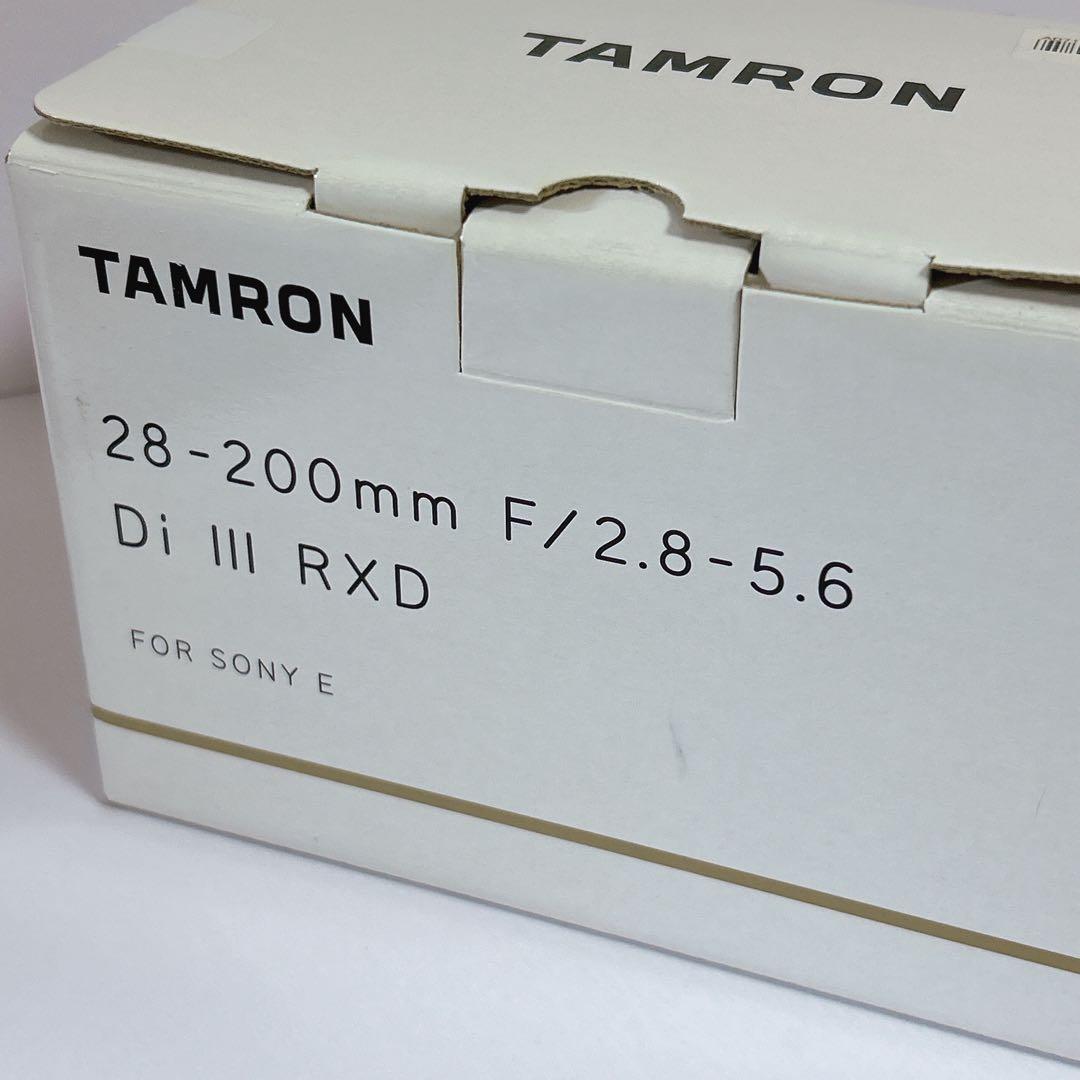 TAMRON
TAMRON
28-200mm F/2.8-5.6
Di III RXD
FOR SONY E